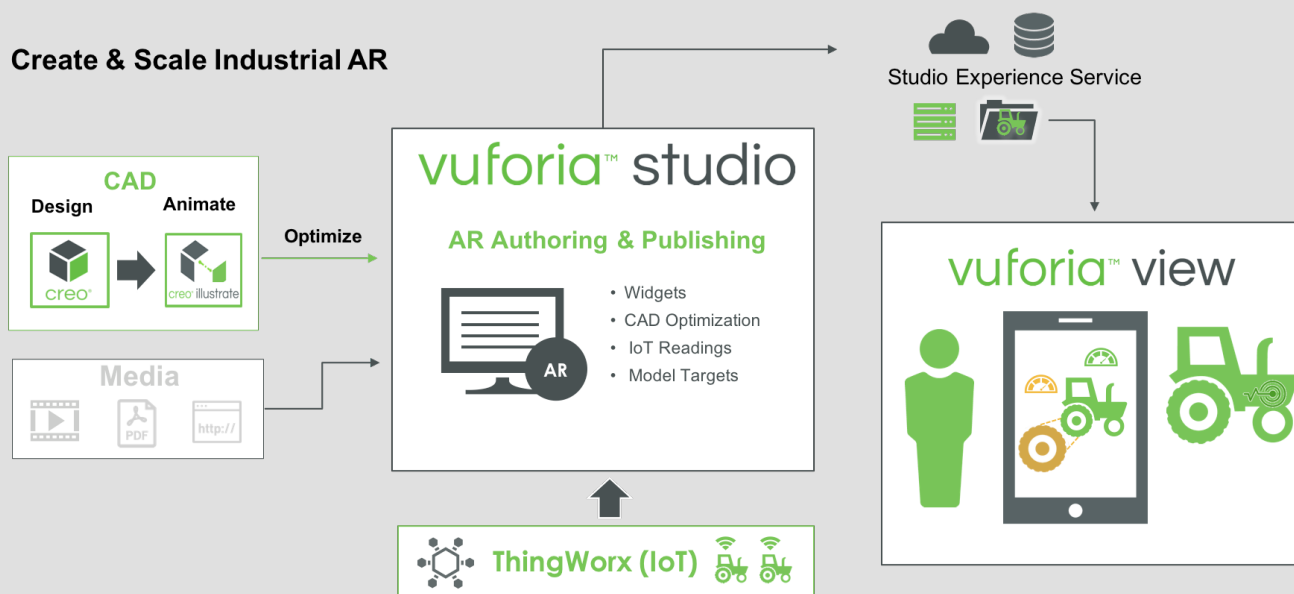 Create & Scale Industrial AR
Studio Experience Service
CAD
Design
Animate
creo®
creo® illustrate
Optimize
Media
PDF
http://
vuforia™ studio
AR Authoring & Publishing
AR
• Widgets
• CAD Optimization
• IoT Readings
• Model Targets
ThingWorx (IoT)
vuforia™ view